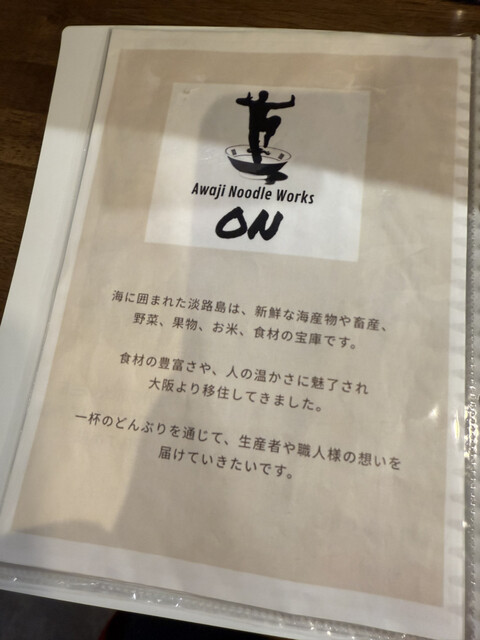 Awaji Noodle Works
ON
海に囲まれた淡路島は、新鮮な海産物や畜産、
野菜、果物、お米、食材の宝庫です。
食材の豊富さや、人の温かさに魅了され
大阪より移住してきました。
一杯のどんぶりを通じて、生産者や職人様の想いを
届けていきたいです。